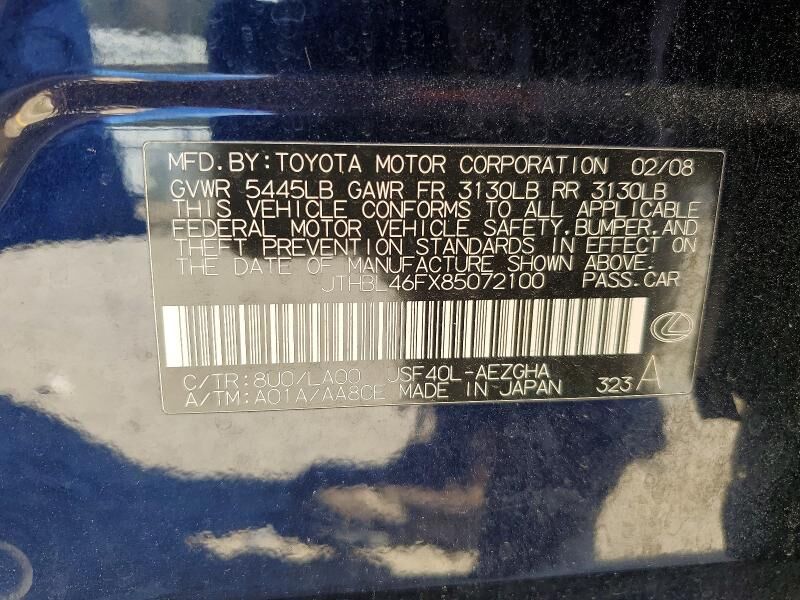 MFD.BY:TOYOTA MOTOR CORPORATION 02/08
GVWR 5445LB GAWR FR 3130LB RR 3130LB
THIS VEHICLE CONFORMS TO ALL APPLICABLE
FEDERAL MOTOR VEHICLE SAFETY.BUMPER.AND
THEFT PREVENTION STANDARDS IN EFFECT ON
THE DATE OF MANUFACTURE SHOWN ABOVE.
JTHBL46FX85072100 PASS.CAR
C/TR:8U0/LA00 USF40L-AEZGHA
A/TM:A01A/AA8CE MADE IN JAPAN 323 A